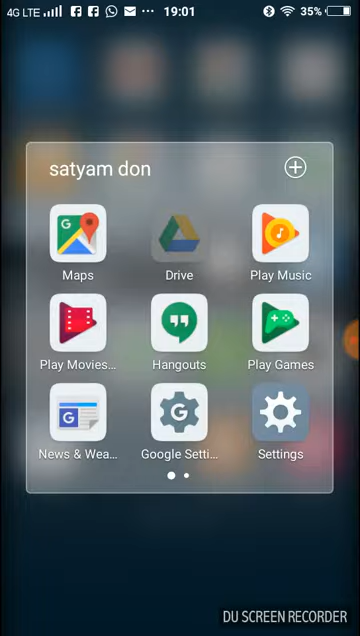 4G LTE ··· 19:01 35%
satyam don +
Maps Drive Play Music
Play Movies... Hangouts Play Games
News & Wea... Google Setti... Settings
DU SCREEN RECORDER